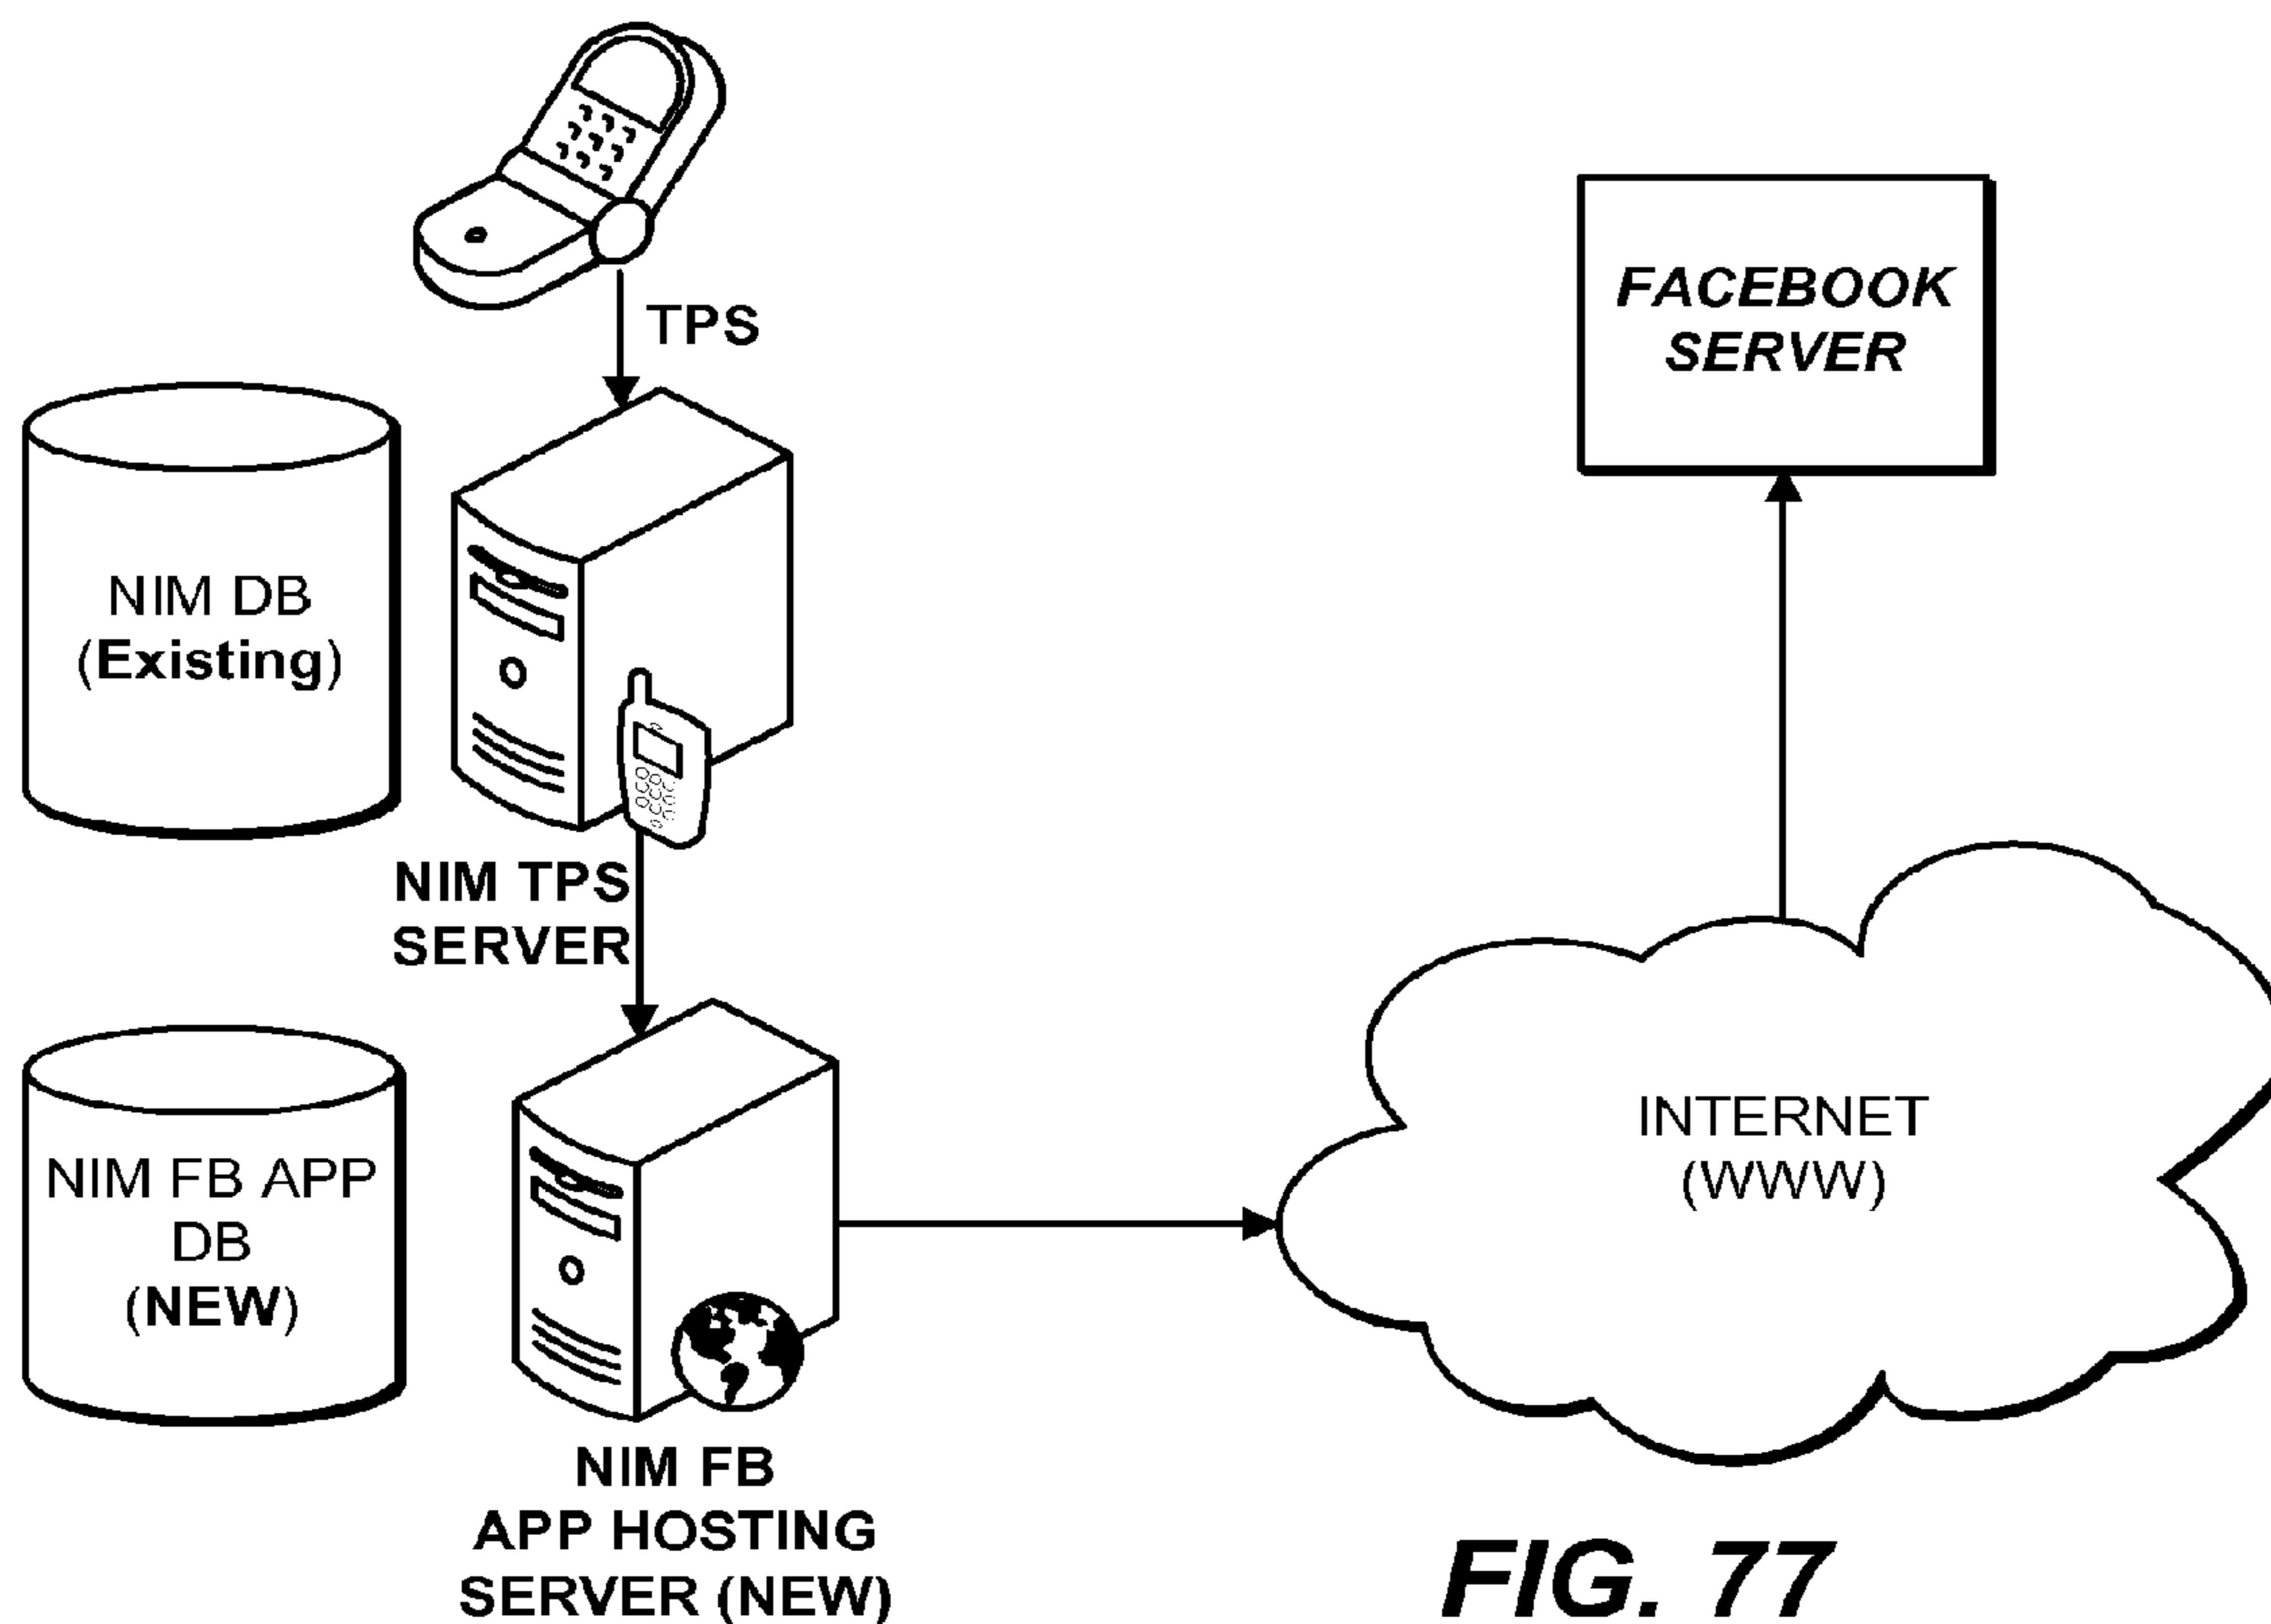 TPS
FACEBOOK
SERVER
NIM DB
(Existing)
NIM TPS
SERVER
NIM FB APP
DB
(NEW)
INTERNET
(WWW)
NIM FB
APP HOSTING
SERVER (NEW)
FIG. 77